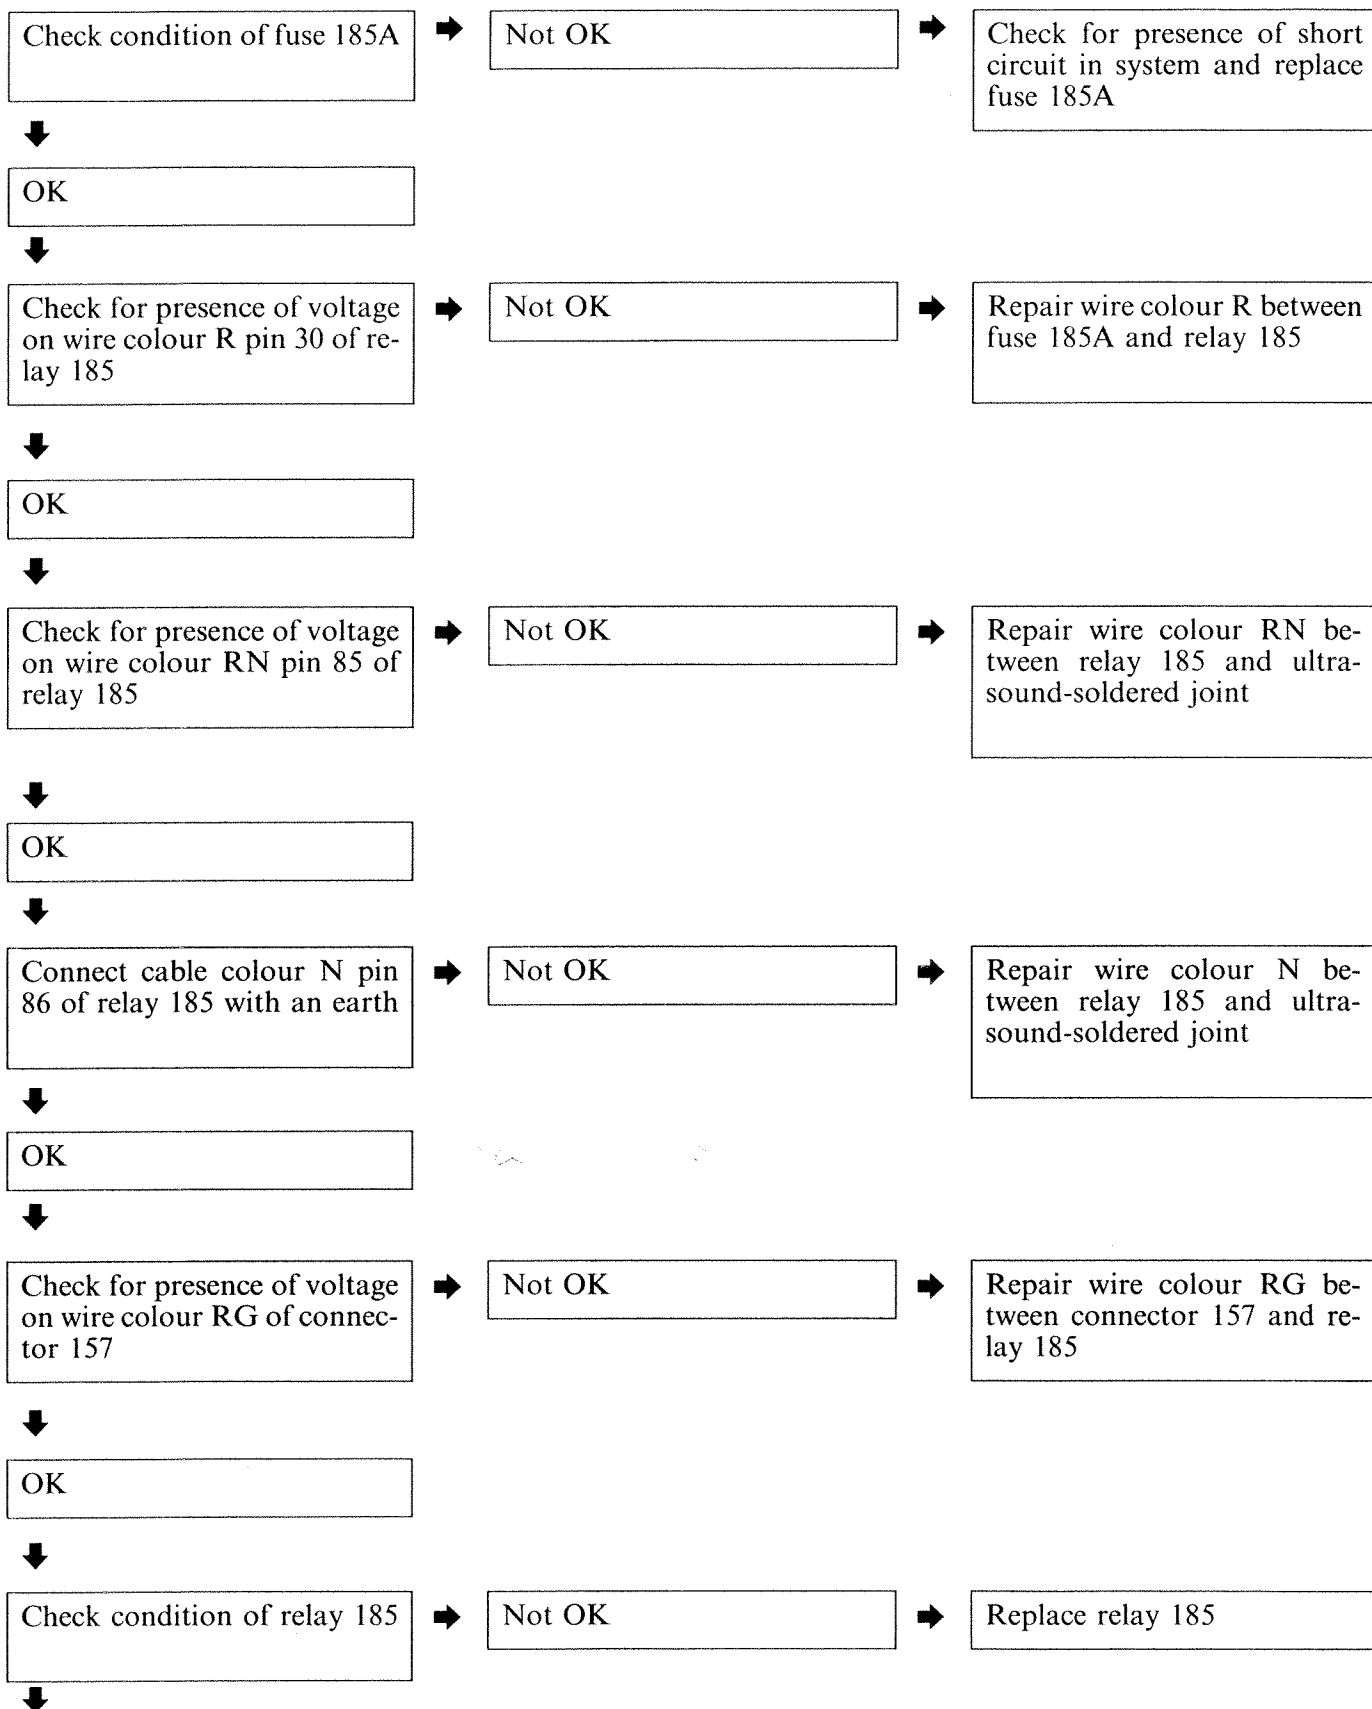 Check condition of fuse 185A
Not OK
Check for presence of short
circuit in system and replace
fuse 185A
OK
Check for presence of voltage
on wire colour R pin 30 of re-
lay 185
Not OK
Repair wire colour R between
fuse 185A and relay 185
OK
Check for presence of voltage
on wire colour RN pin 85 of
relay 185
Not OK
Repair wire colour RN be-
tween relay 185 and ultra-
sound-soldered joint
OK
Connect cable colour N pin
86 of relay 185 with an earth
Not OK
Repair wire colour N be-
tween relay 185 and ultra-
sound-soldered joint
OK
Check for presence of voltage
on wire colour RG of connec-
tor 157
Not OK
Repair wire colour RG be-
tween connector 157 and re-
lay 185
OK
Check condition of relay 185
Not OK
Replace relay 185